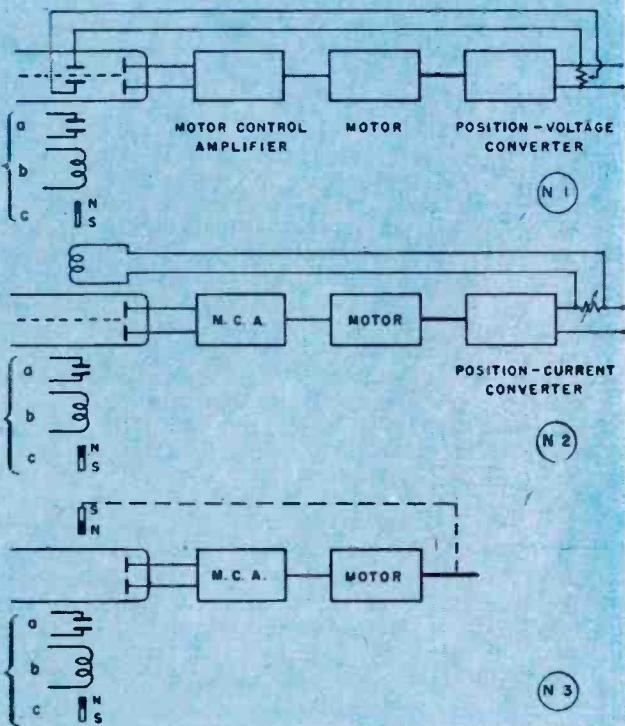 a
b
c
N
S
MOTOR CONTROL
AMPLIFIER
MOTOR
POSITION-VOLTAGE
CONVERTER
N 1
M. C. A.
MOTOR
POSITION-CURRENT
CONVERTER
a
b
c
N
S
N 2
S
N
M. C. A.
MOTOR
a
b
c
N
S
N 3